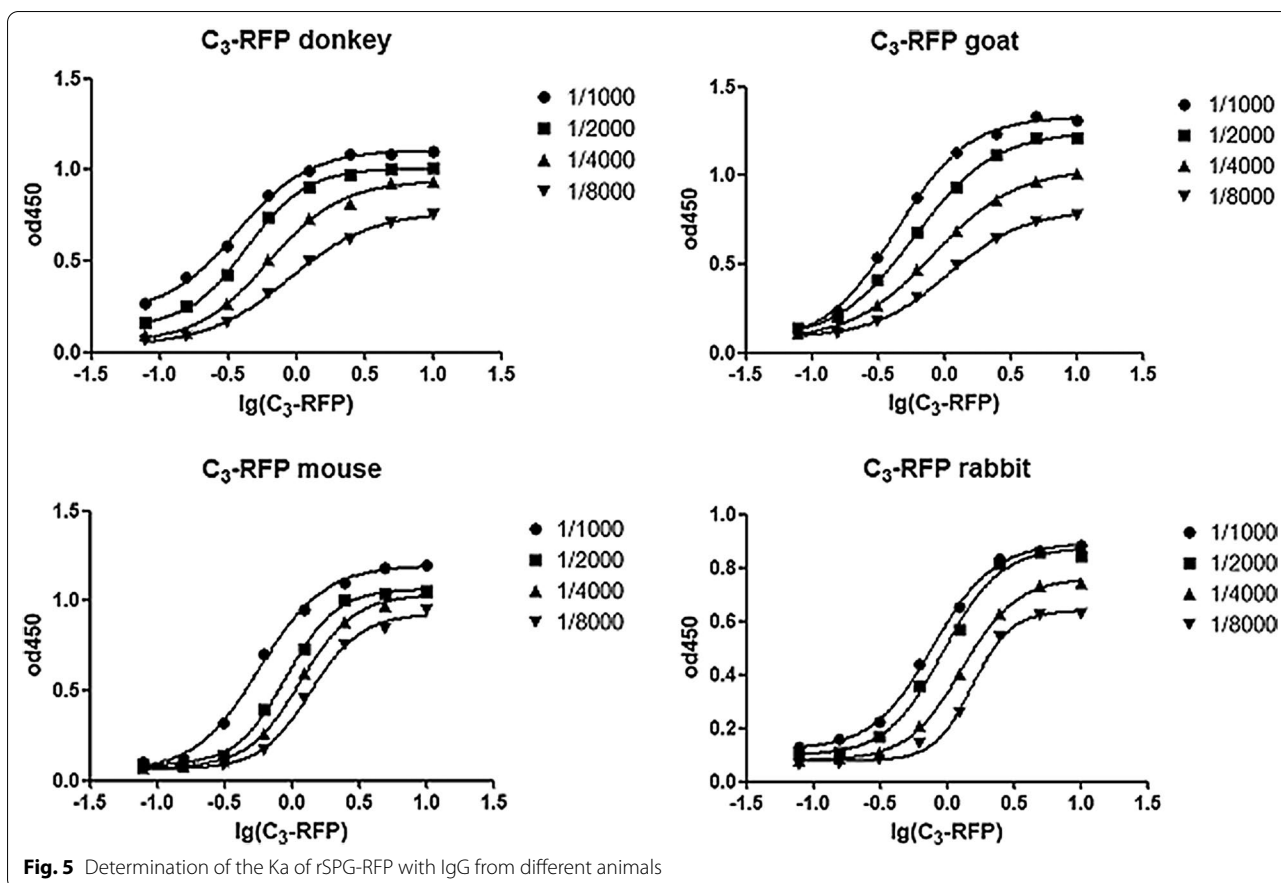 C₃-RFP donkey
1.5
1.0
0.5
0.0
od450
-1.5 -1.0 -0.5 0.0 0.5 1.0 1.5
lg(C₃-RFP)
1/1000
1/2000
1/4000
1/8000
C₃-RFP goat
1.5
1.0
0.5
0.0
od450
-1.5 -1.0 -0.5 0.0 0.5 1.0 1.5
lg(C₃-RFP)
1/1000
1/2000
1/4000
1/8000
C₃-RFP mouse
1.5
1.0
0.5
0.0
od450
-1.5 -1.0 -0.5 0.0 0.5 1.0 1.5
lg(C₃-RFP)
1/1000
1/2000
1/4000
1/8000
C₃-RFP rabbit
1.0
0.8
0.6
0.4
0.2
0.0
od450
-1.5 -1.0 -0.5 0.0 0.5 1.0 1.5
lg(C₃-RFP)
1/1000
1/2000
1/4000
1/8000
Fig. 5 Determination of the Ka of rSPG-RFP with IgG from different animals